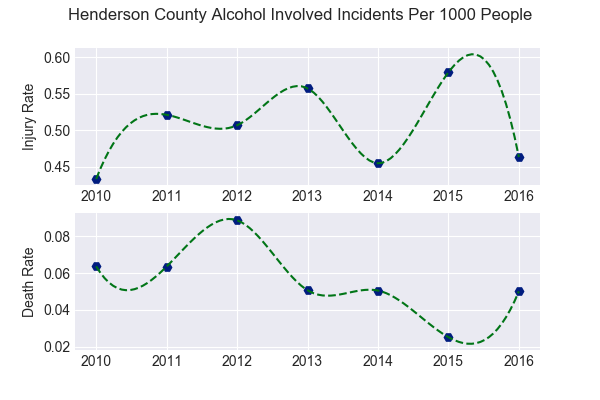 Henderson County Alcohol Involved Incidents Per 1000 People
Injury Rate
0.60
0.55
0.50
0.45
2010 2011 2012 2013 2014 2015 2016
Death Rate
0.08
0.06
0.04
0.02
2010 2011 2012 2013 2014 2015 2016